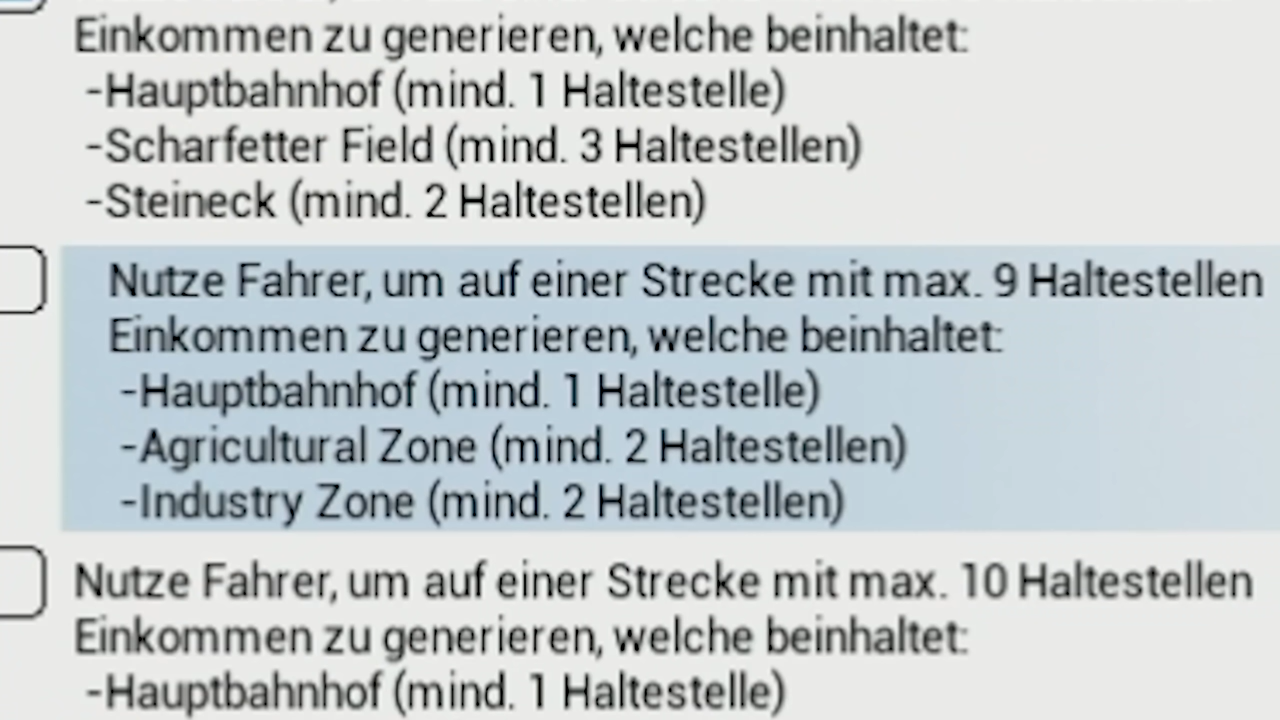 Einkommen zu generieren, welche beinhaltet:
-Hauptbahnhof (mind. 1 Haltestelle)
-Scharfetter Field (mind. 3 Haltestellen)
-Steineck (mind. 2 Haltestellen)
Nutze Fahrer, um auf einer Strecke mit max. 9 Haltestellen
Einkommen zu generieren, welche beinhaltet:
-Hauptbahnhof (mind. 1 Haltestelle)
-Agricultural Zone (mind. 2 Haltestellen)
-Industry Zone (mind. 2 Haltestellen)
Nutze Fahrer, um auf einer Strecke mit max. 10 Haltestellen
Einkommen zu generieren, welche beinhaltet:
-Hauptbahnhof (mind. 1 Haltestelle)